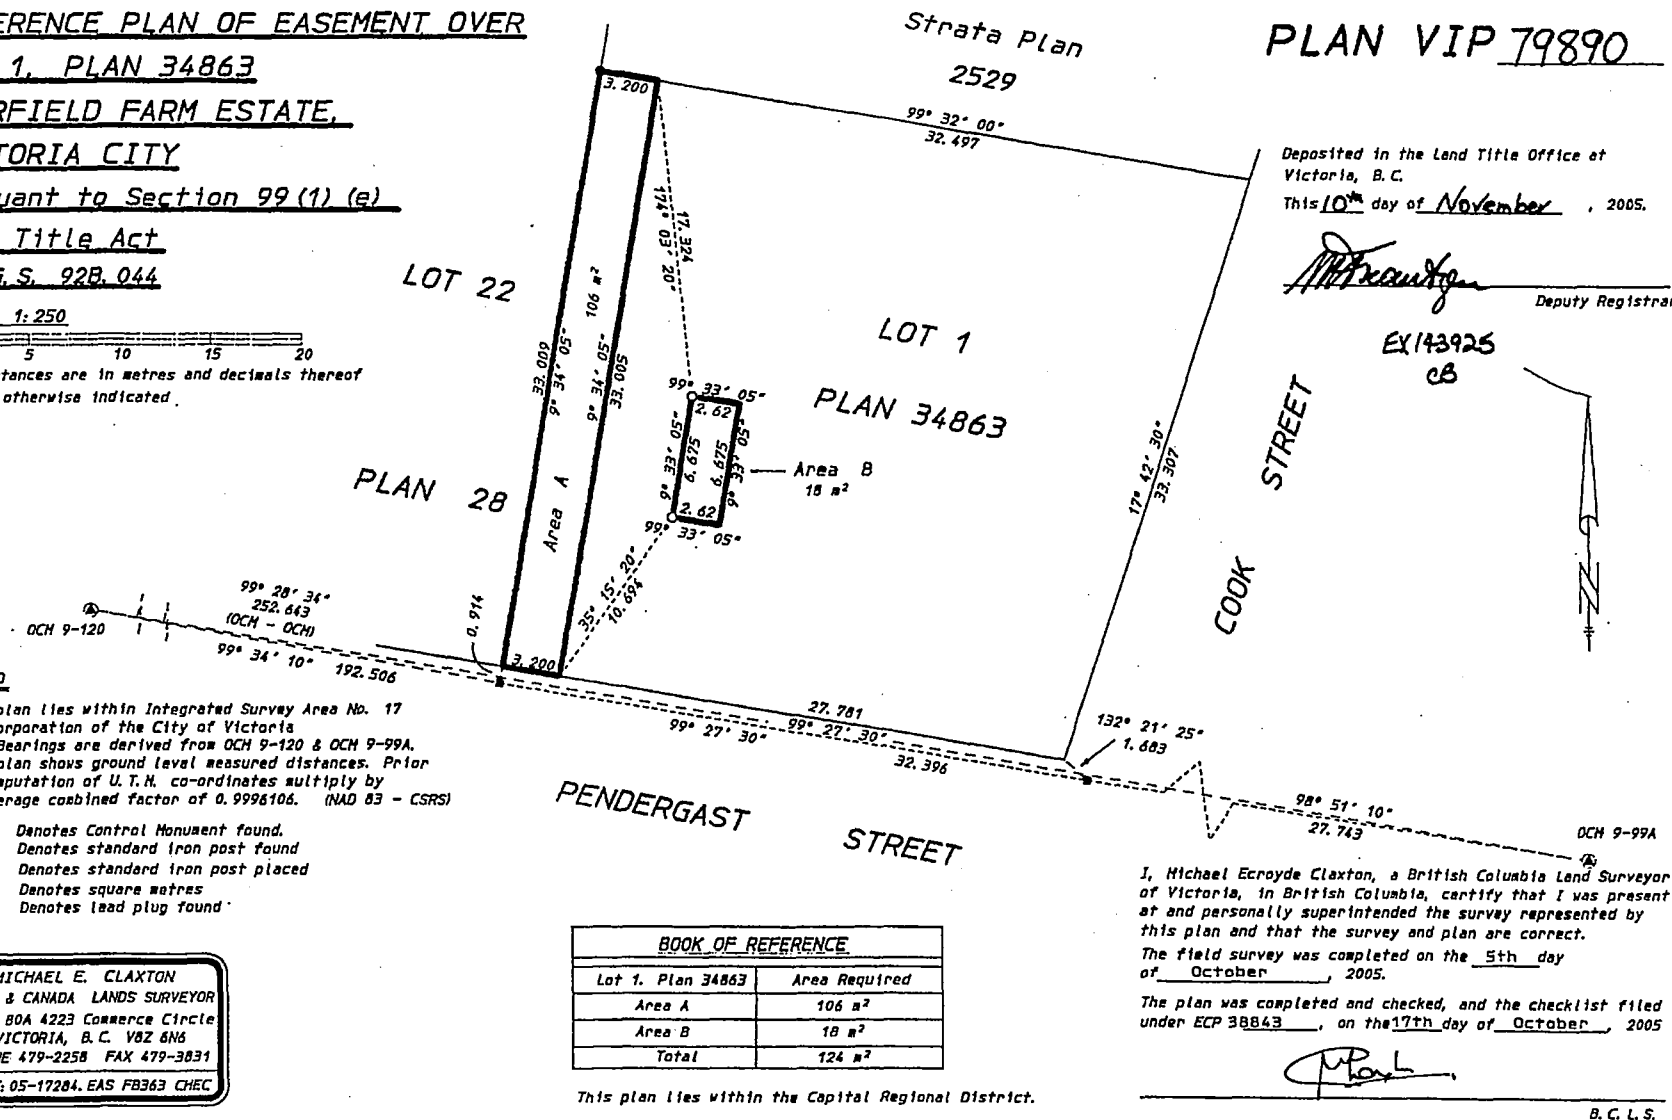 ERENCE PLAN OF EASEMENT OVER
1, PLAN 34863
RFIELD FARM ESTATE,
TORIA CITY
uant to Section 99 (1) (e)
Title Act
G.S. 92B.044
1:250
5 10 15 20
tances are in metres and decimals thereof
otherwise indicated.
Strata Plan
2529
PLAN VIP 79890
Deposited in the Land Title Office at
Victoria, B.C.
This 10th day of November, 2005.
Deputy Registrar
EX143925
CB
3.200
99° 32' 00"
32.497
17.324
174° 03' 20"
LOT 22
106 m²
33.009
9° 34' 05"
9° 34' 05"
33.005
Area A
LOT 1
PLAN 34863
PLAN 28
99° 33' 05"
2.62
9° 33' 05"
6.675
6.675
9° 33' 05"
2.62
99° 33' 05"
Area B
18 m²
17° 42' 30"
33.307
COOK STREET
N
35° 15' 20"
10.694
0.914
3.200
OCM 9-120
99° 28' 34"
252.643
(OCM - OCM)
99° 34' 10" 192.506
27.781
99° 27' 30"
99° 27' 30"
32.396
132° 21' 25"
1.683
98° 51' 10"
27.743
OCM 9-99A
PENDERGAST STREET
D
plan lies within Integrated Survey Area No. 17
orporation of the City of Victoria
Bearings are derived from OCM 9-120 & OCM 9-99A.
plan shows ground level measured distances. Prior
mputation of U.T.M. co-ordinates multiply by
erage combined factor of 0.9996106. (NAD 83 - CSRS)
Denotes Control Monument found.
Denotes standard iron post found
Denotes standard iron post placed
Denotes square metres
Denotes lead plug found
MICHAEL E. CLAXTON
& CANADA LANDS SURVEYOR
80A 4223 Commerce Circle
VICTORIA, B.C. V8Z 6N6
E 479-2258 FAX 479-3831
: 05-17284.EAS FB363 CHEC
BOOK OF REFERENCE
Lot 1, Plan 34863 Area Required
Area A 106 m²
Area B 18 m²
Total 124 m²
This plan lies within the Capital Regional District.
I, Michael Ecroyde Claxton, a British Columbia Land Surveyor
of Victoria, in British Columbia, certify that I was present
at and personally superintended the survey represented by
this plan and that the survey and plan are correct.
The field survey was completed on the 5th day
of October, 2005.
The plan was completed and checked, and the checklist filed
under ECP 38843, on the 17th day of October, 2005
B.C.L.S.